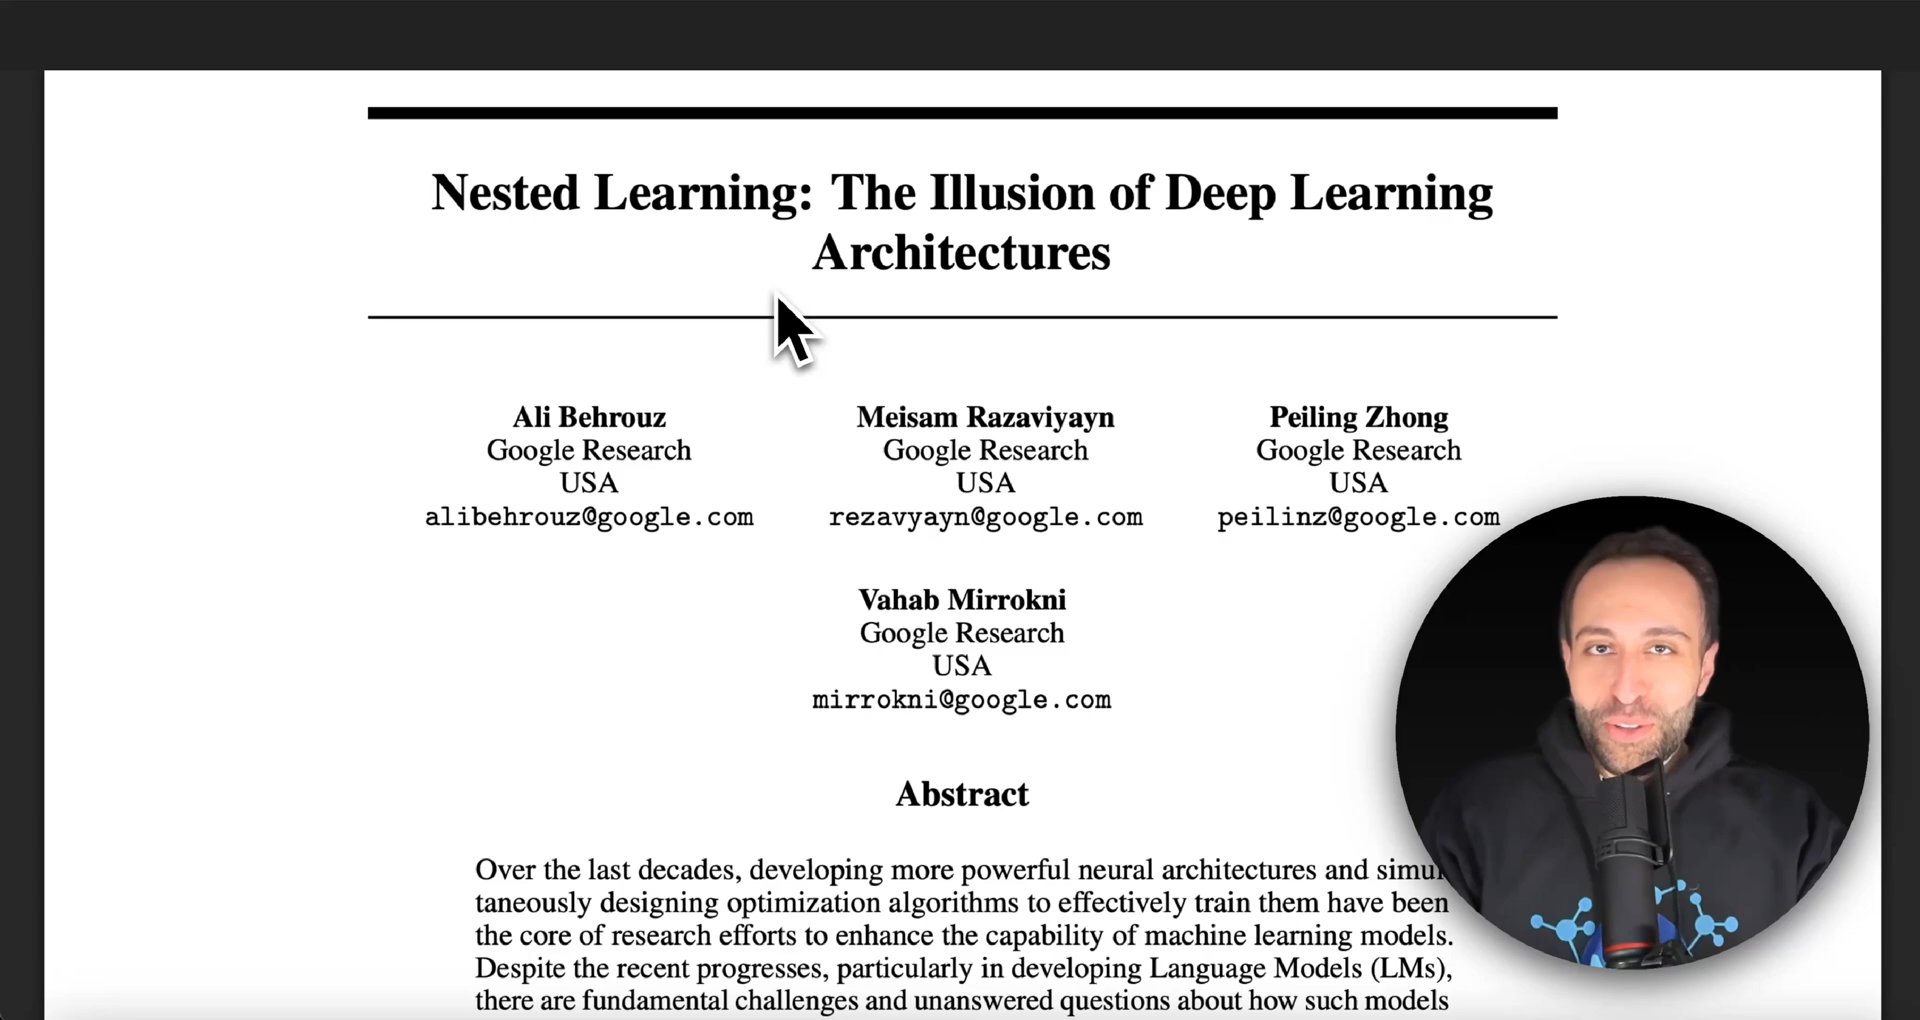 Nested Learning: The Illusion of Deep Learning
Architectures
Ali Behrouz
Google Research
USA
alibehrouz@google.com
Meisam Razaviyayn
Google Research
USA
rezavyayn@google.com
Peiling Zhong
Google Research
USA
peilinz@google.com
Vahab Mirrokni
Google Research
USA
mirrokni@google.com
Abstract
Over the last decades, developing more powerful neural architectures and simul
taneously designing optimization algorithms to effectively train them have been
the core of research efforts to enhance the capability of machine learning models.
Despite the recent progresses, particularly in developing Language Models (LMs),
there are fundamental challenges and unanswered questions about how such models